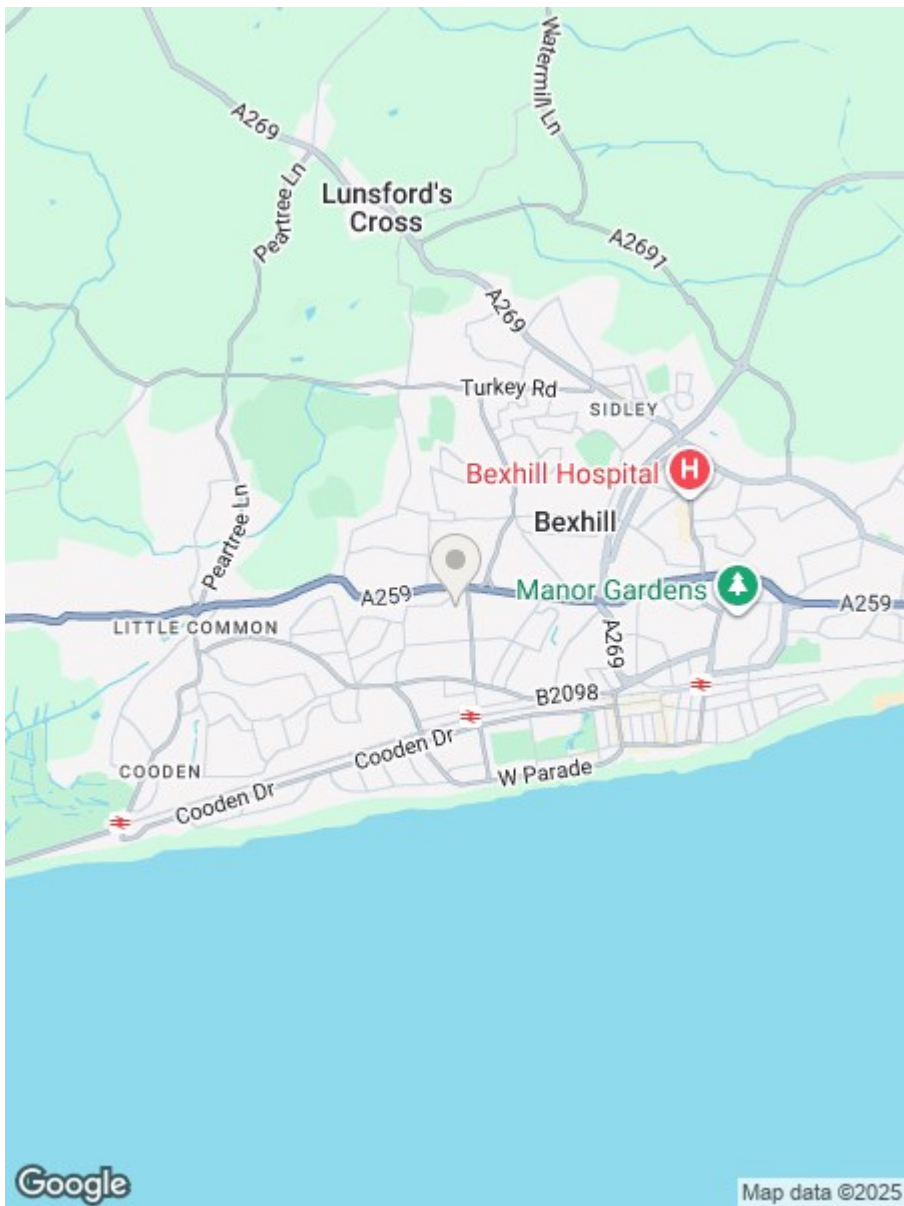 Watermill Ln
A269
Peartree Ln
Lunsford's
Cross
A2691
A269
Turkey Rd
SIDLEY
Bexhill Hospital
H
Peartree Ln
Bexhill
A259
Manor Gardens
A259
LITTLE COMMON
A269
B2098
Cooden Dr
W Parade
COODEN
Cooden Dr
Google
Map data ©2025